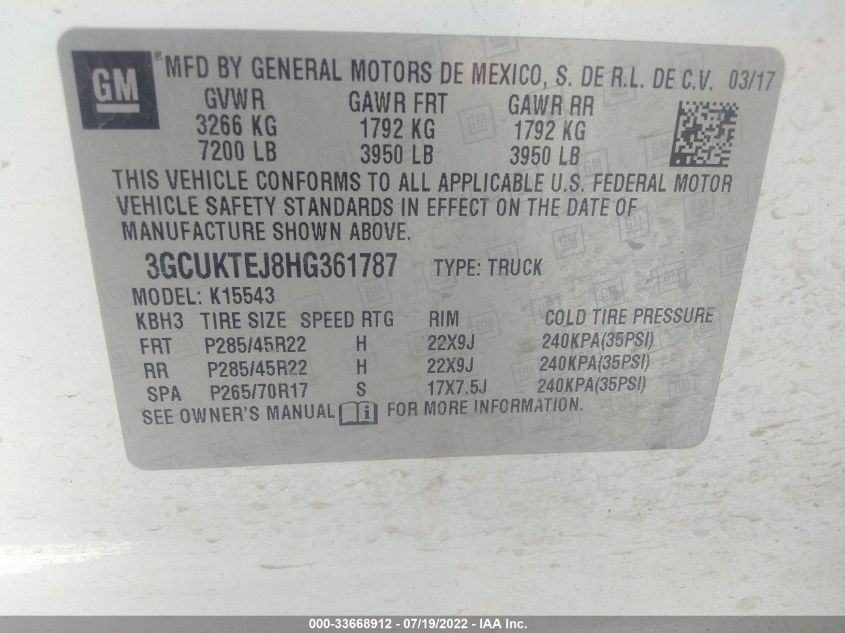 GM ® MFD BY GENERAL MOTORS DE MEXICO, S. DE R.L. DE C.V. 03/17
GVWR GAWR FRT GAWR RR
3266 KG 1792 KG 1792 KG
7200 LB 3950 LB 3950 LB
THIS VEHICLE CONFORMS TO ALL APPLICABLE U.S. FEDERAL MOTOR
VEHICLE SAFETY STANDARDS IN EFFECT ON THE DATE OF
MANUFACTURE SHOWN ABOVE.
3GCUKTEJ8HG361787 TYPE: TRUCK
MODEL: K15543
KBH3 TIRE SIZE SPEED RTG RIM COLD TIRE PRESSURE
FRT P285/45R22 H 22X9J 240KPA(35PSI)
RR P285/45R22 H 22X9J 240KPA(35PSI)
SPA P265/70R17 S 17X7.5J 240KPA(35PSI)
SEE OWNER'S MANUAL i FOR MORE INFORMATION.
000-33668912 - 07/19/2022 - IAA Inc.